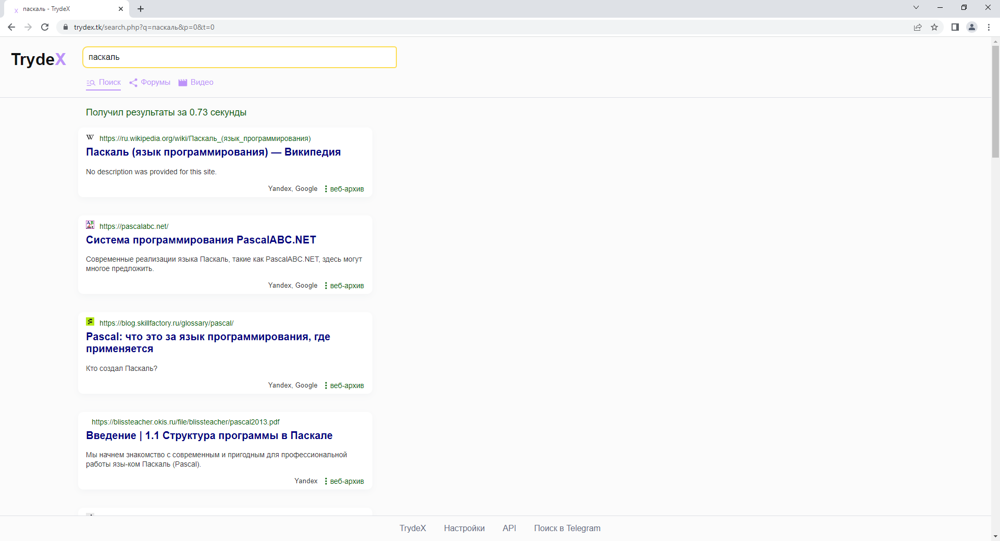 паскаль - TrydeX
trydex.tk/search.php?q=паскаль&p=0&t=0
TrydeX
паскаль
Поиск Форумы Видео
Получил результаты за 0.73 секунды
https://ru.wikipedia.org/wiki/Паскаль_(язык_программирования)
Паскаль (язык программирования) — Википедия
No description was provided for this site.
Yandex, Google веб-архив
https://pascalabc.net/
Система программирования PascalABC.NET
Современные реализации языка Паскаль, такие как PascalABC.NET, здесь могут
многое предложить.
Yandex, Google веб-архив
https://blog.skillfactory.ru/glossary/pascal/
Pascal: что это за язык программирования, где
применяется
Кто создал Паскаль?
Yandex, Google веб-архив
https://blissteacher.okis.ru/file/blissteacher/pascal2013.pdf
Введение | 1.1 Структура программы в Паскале
Мы начнем знакомство с современным и пригодным для профессиональной
работы язы-ком Паскаль (Pascal).
Yandex веб-архив
TrydeX Настройки API Поиск в Telegram